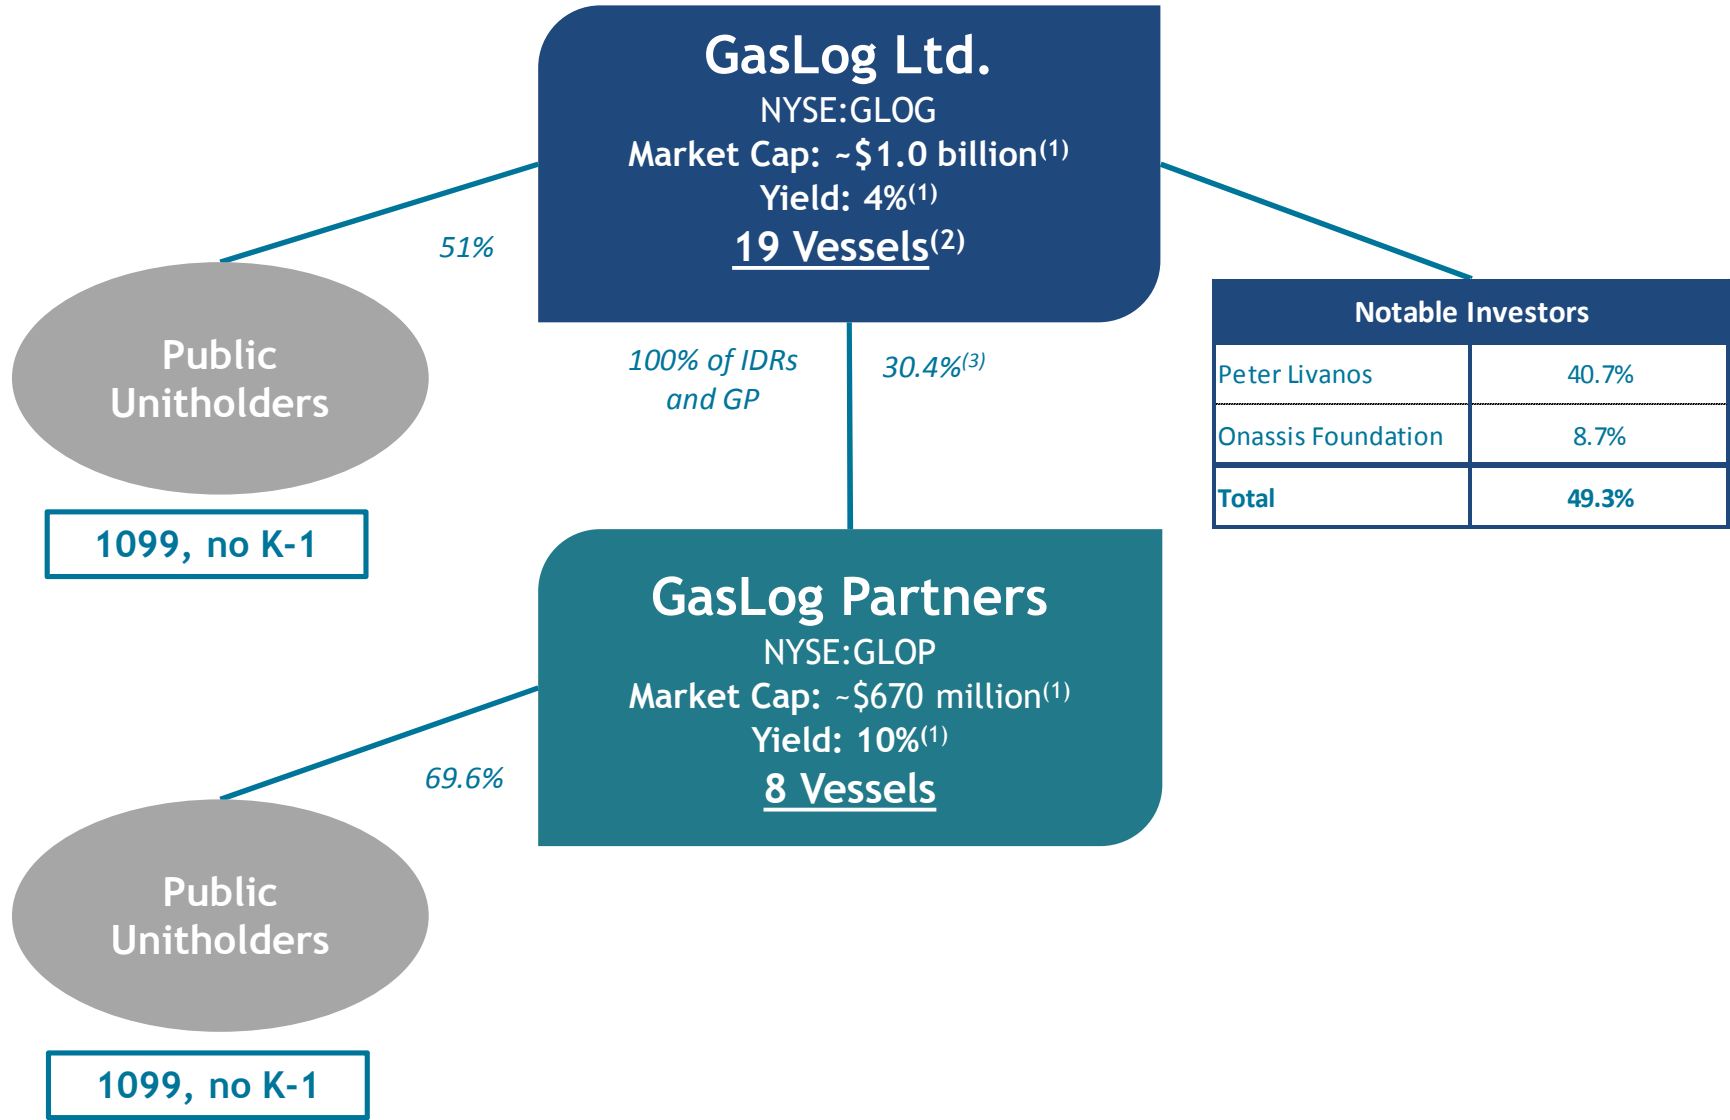 GasLog Ltd.
NYSE:GLOG
Market Cap: ~$1.0 billion(1)
Yield: 4%(1)
19 Vessels(2)
51%
Public
Unitholders
1099, no K-1
100% of IDRs
and GP
30.4%(3)
Notable Investors
Peter Livanos 40.7%
Onassis Foundation 8.7%
Total 49.3%
GasLog Partners
NYSE:GLOP
Market Cap: ~$670 million(1)
Yield: 10%(1)
8 Vessels
69.6%
Public
Unitholders
1099, no K-1